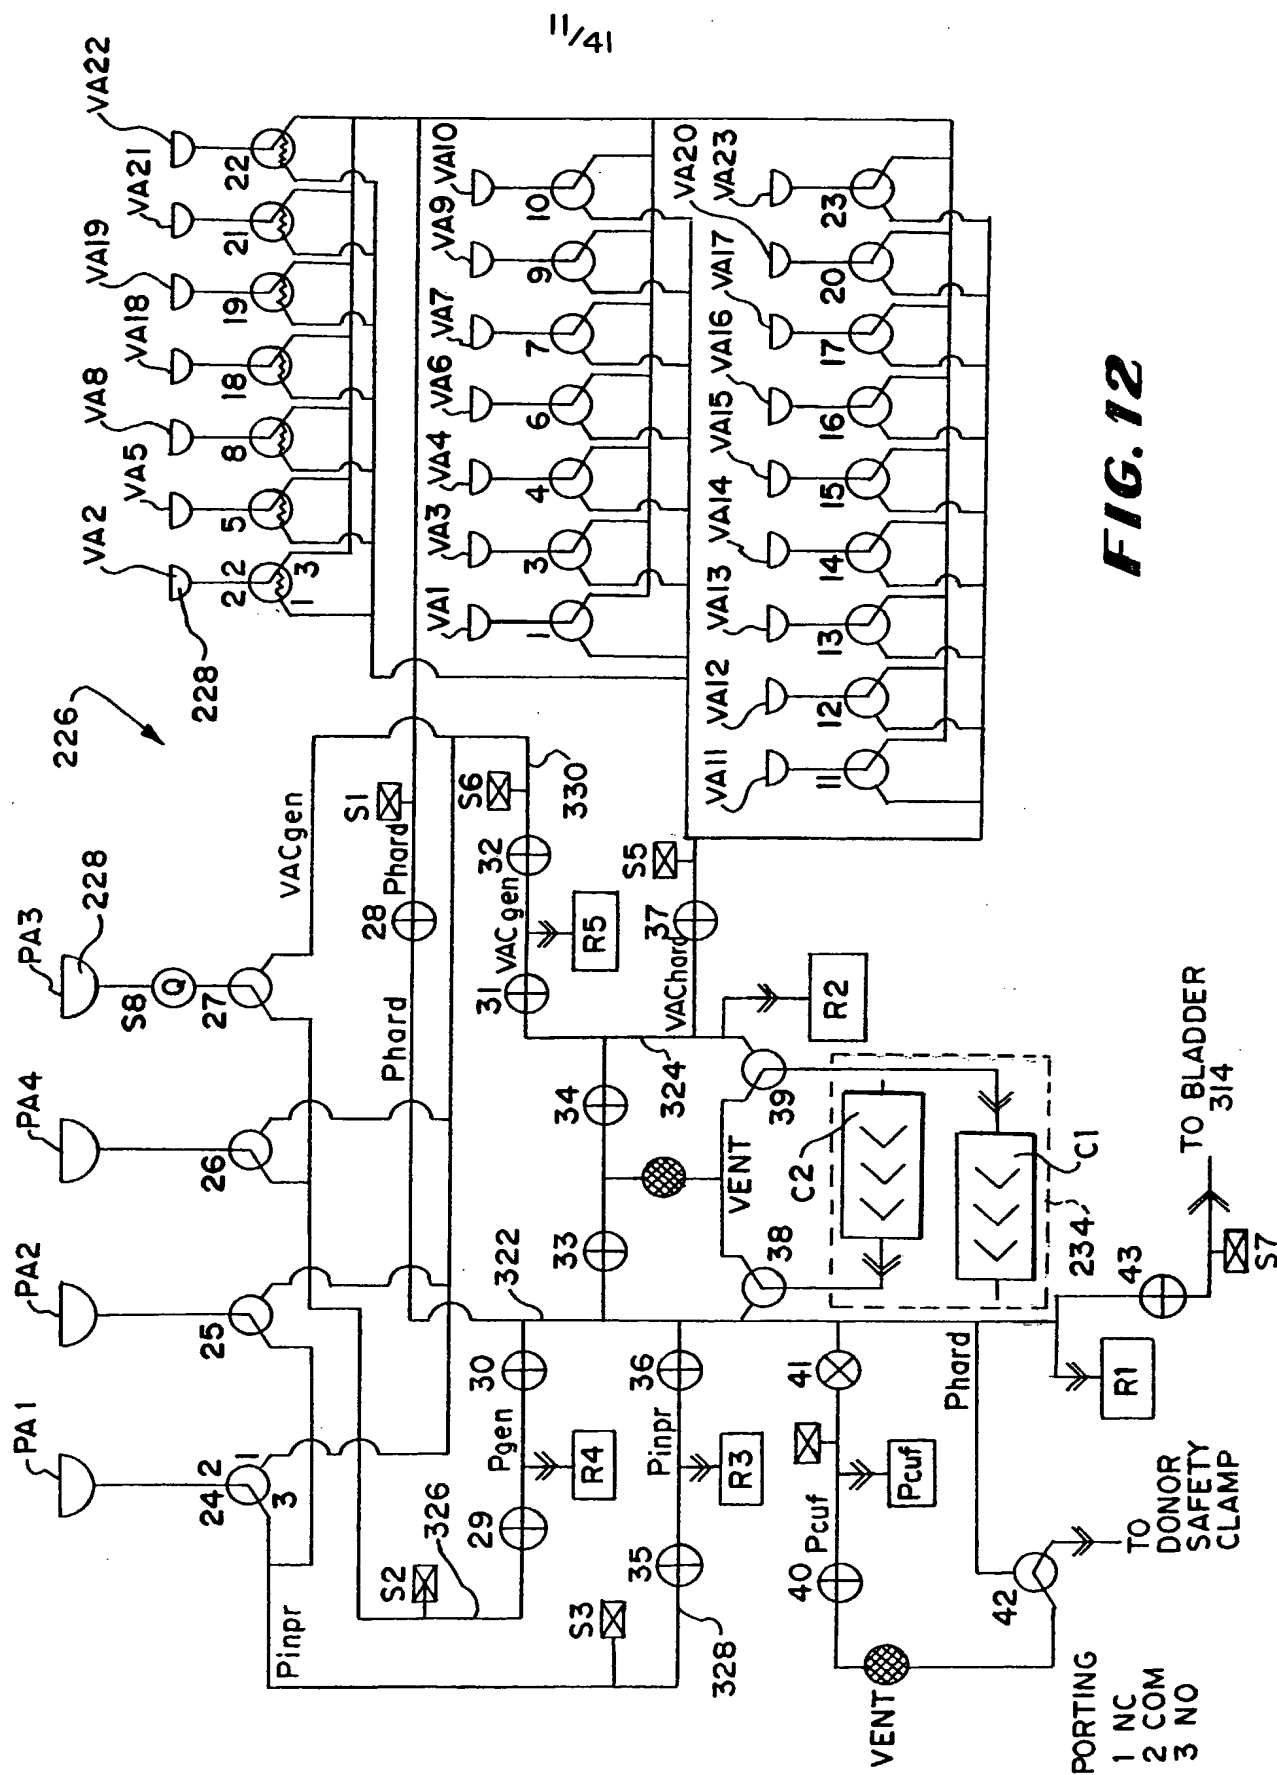 11/41
PA1
PA2
PA4
PA3
228
226
VA2
VA5
VA8
VA18
VA19
VA21
VA22
228
24
2
1
3
25
26
S8
Q
27
2
2
1
3
5
8
18
19
21
22
Pinpr
VACgen
S2
326
29
Pgen
30
R4
322
Phard
28
Phard
S1
31
VACgen
32
S6
330
R5
VA1
VA3
VA4
VA6
VA7
VA9
VA10
1
3
4
6
7
9
10
S3
328
35
Pinpr
36
R3
33
34
VENT
324
VAChard
37
S5
R2
38
39
VA11
VA12
VA13
VA14
VA15
VA16
VA17
VA20
VA23
11
12
13
14
15
16
17
20
23
VENT
40
Pcuf
41
Pcuf
C2
C1
234
Phard
42
R1
43
S7
TO BLADDER
314
TO
DONOR
SAFETY
CLAMP
PORTING
1 NC
2 COM
3 NO
FIG. 12